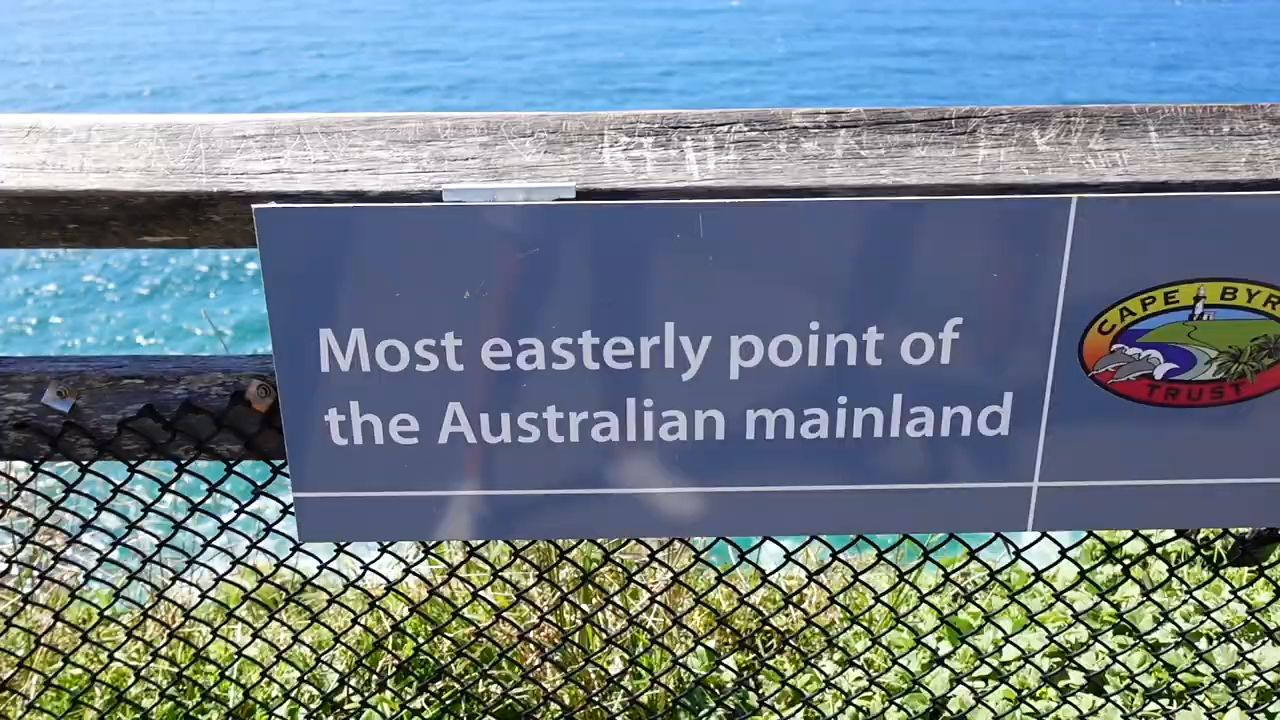 Most easterly point of
the Australian mainland
CAPE BYR
TRUST